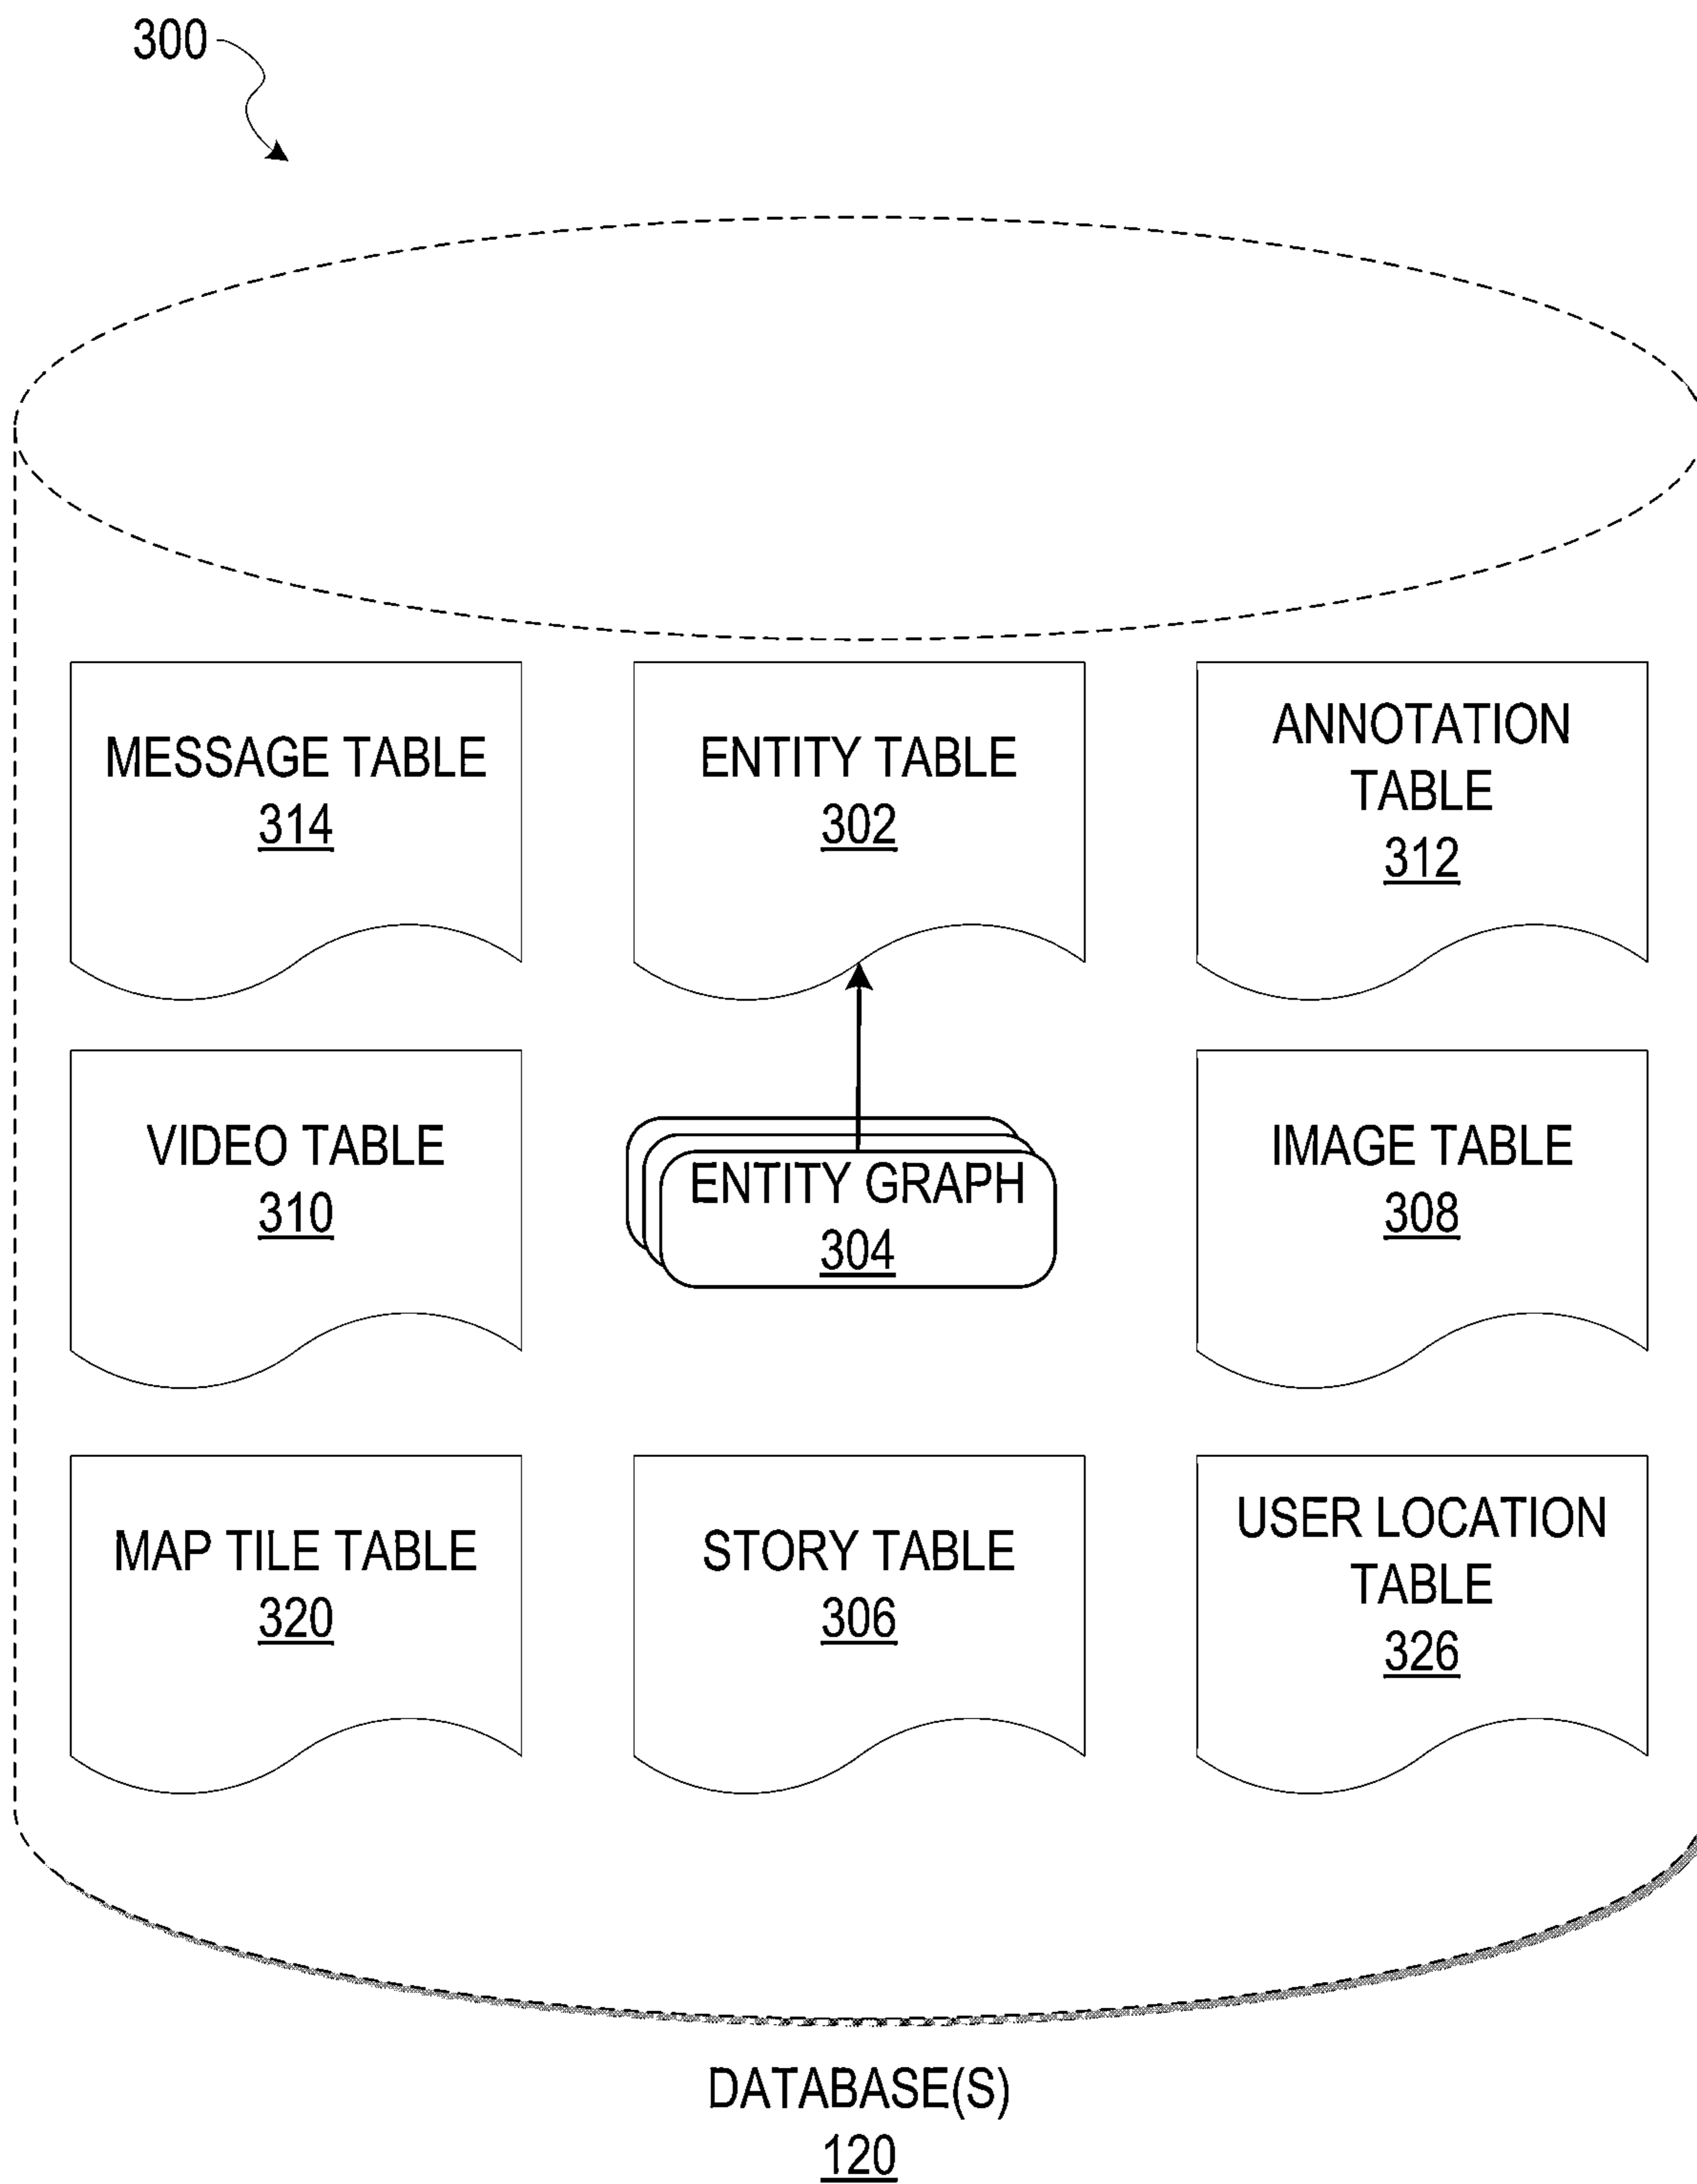 300
MESSAGE TABLE
314
ENTITY TABLE
302
ANNOTATION
TABLE
312
VIDEO TABLE
310
ENTITY GRAPH
304
IMAGE TABLE
308
MAP TILE TABLE
320
STORY TABLE
306
USER LOCATION
TABLE
326
DATABASE(S)
120